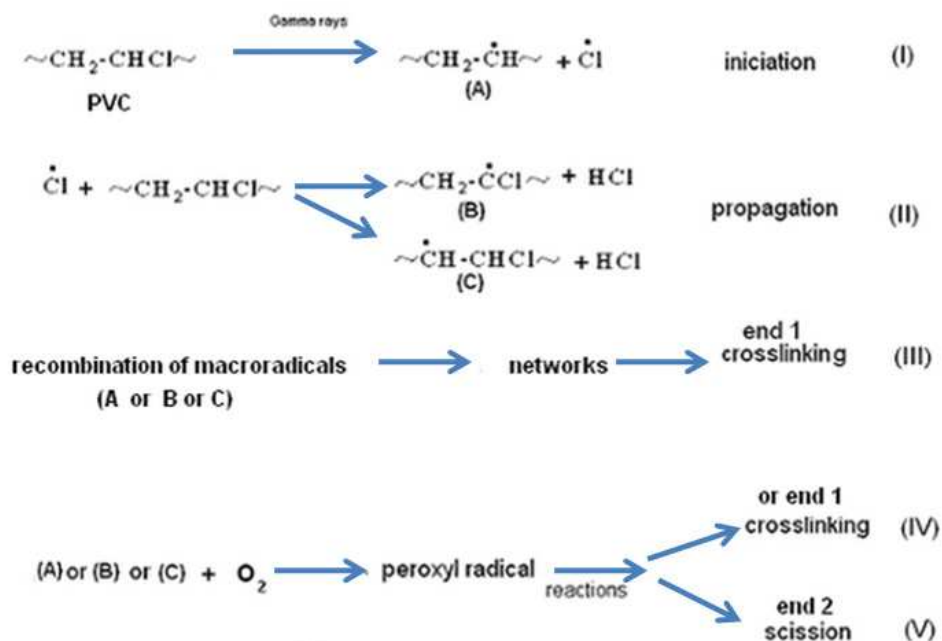 Gamma rays
~CH₂-CHCl~ ~CH₂-ĊH~ + Ċl iniciation (I)
PVC (A)
Ċl + ~CH₂-CHCl~ ~CH₂-ĊCl~ + HCl
(B)
propagation (II)
~ĊH-CHCl~ + HCl
(C)
end 1
recombination of macroradicals networks crosslinking (III)
(A or B or C)
or end 1
crosslinking (IV)
(A) or (B) or (C) + O₂ peroxyl radical
reactions
end 2
scission (V)